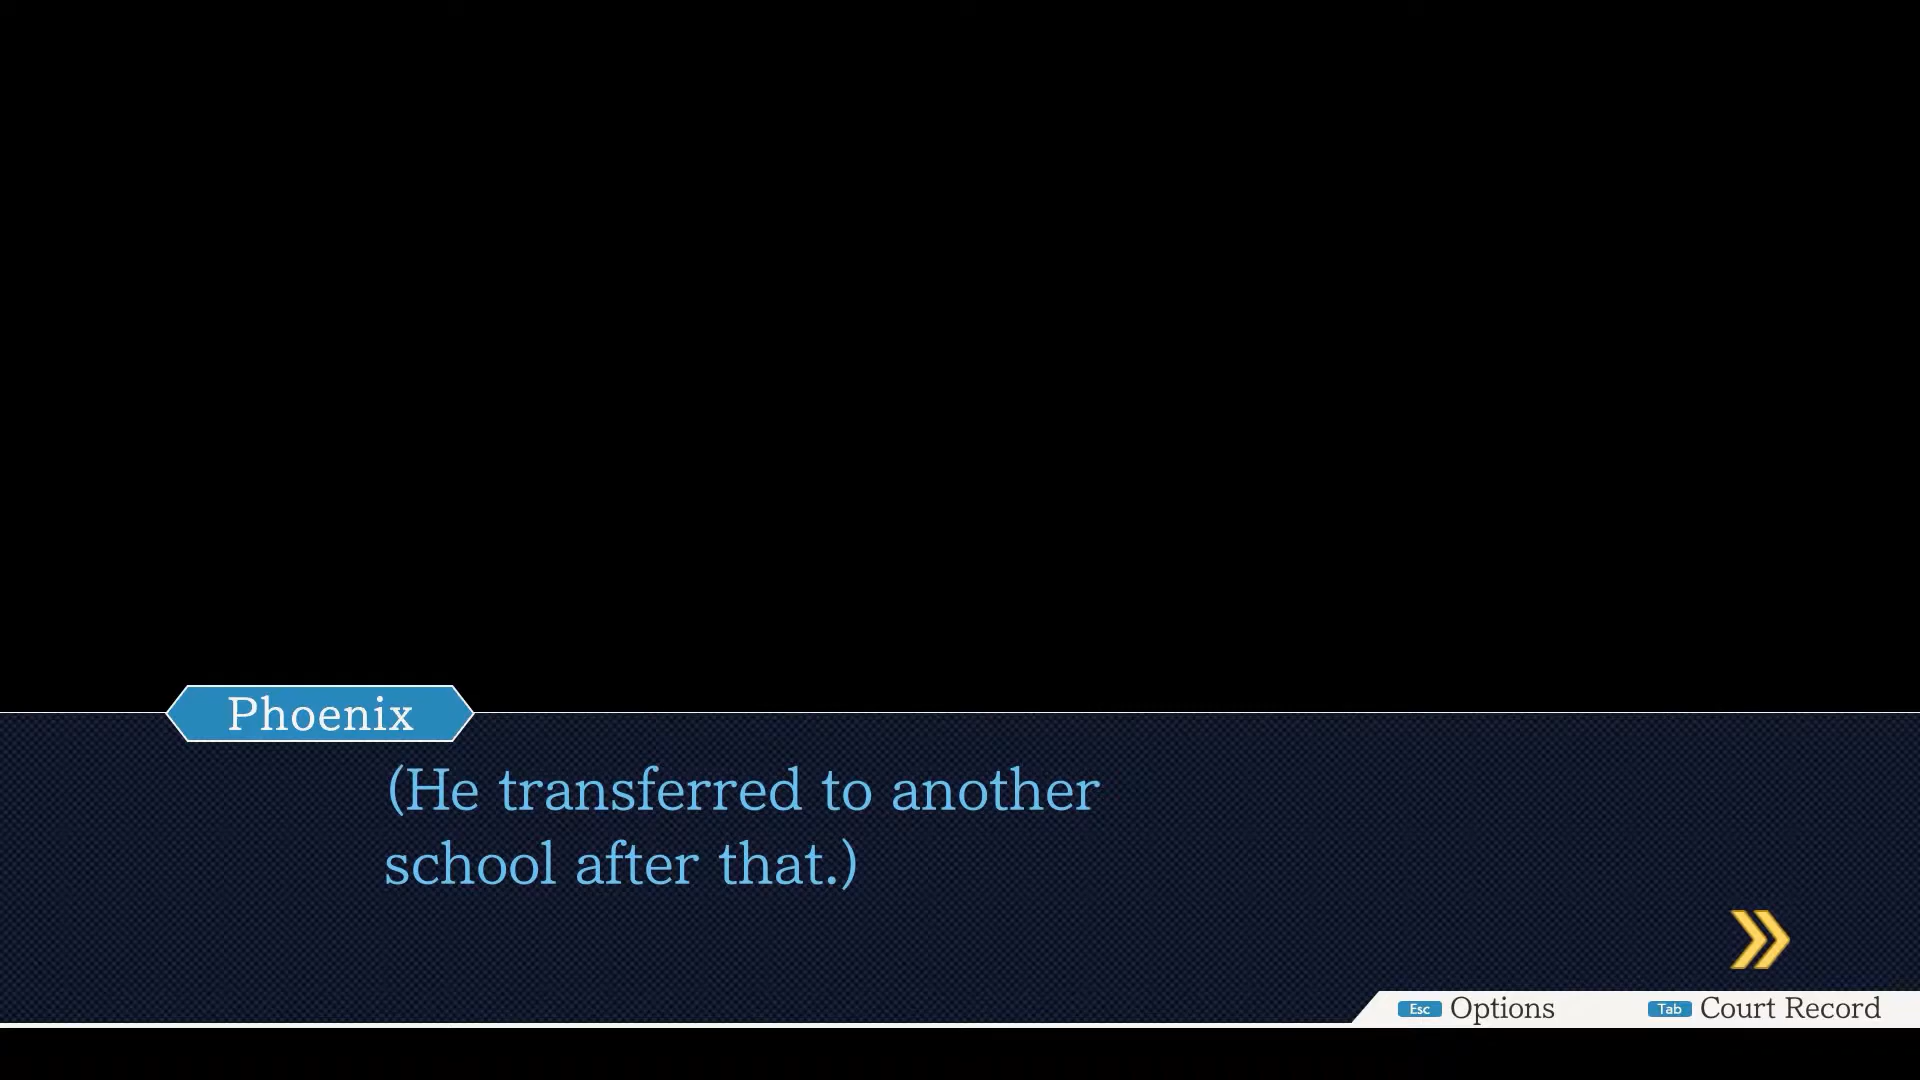 Phoenix
(He transferred to another
school after that.)
Esc Options Tab Court Record